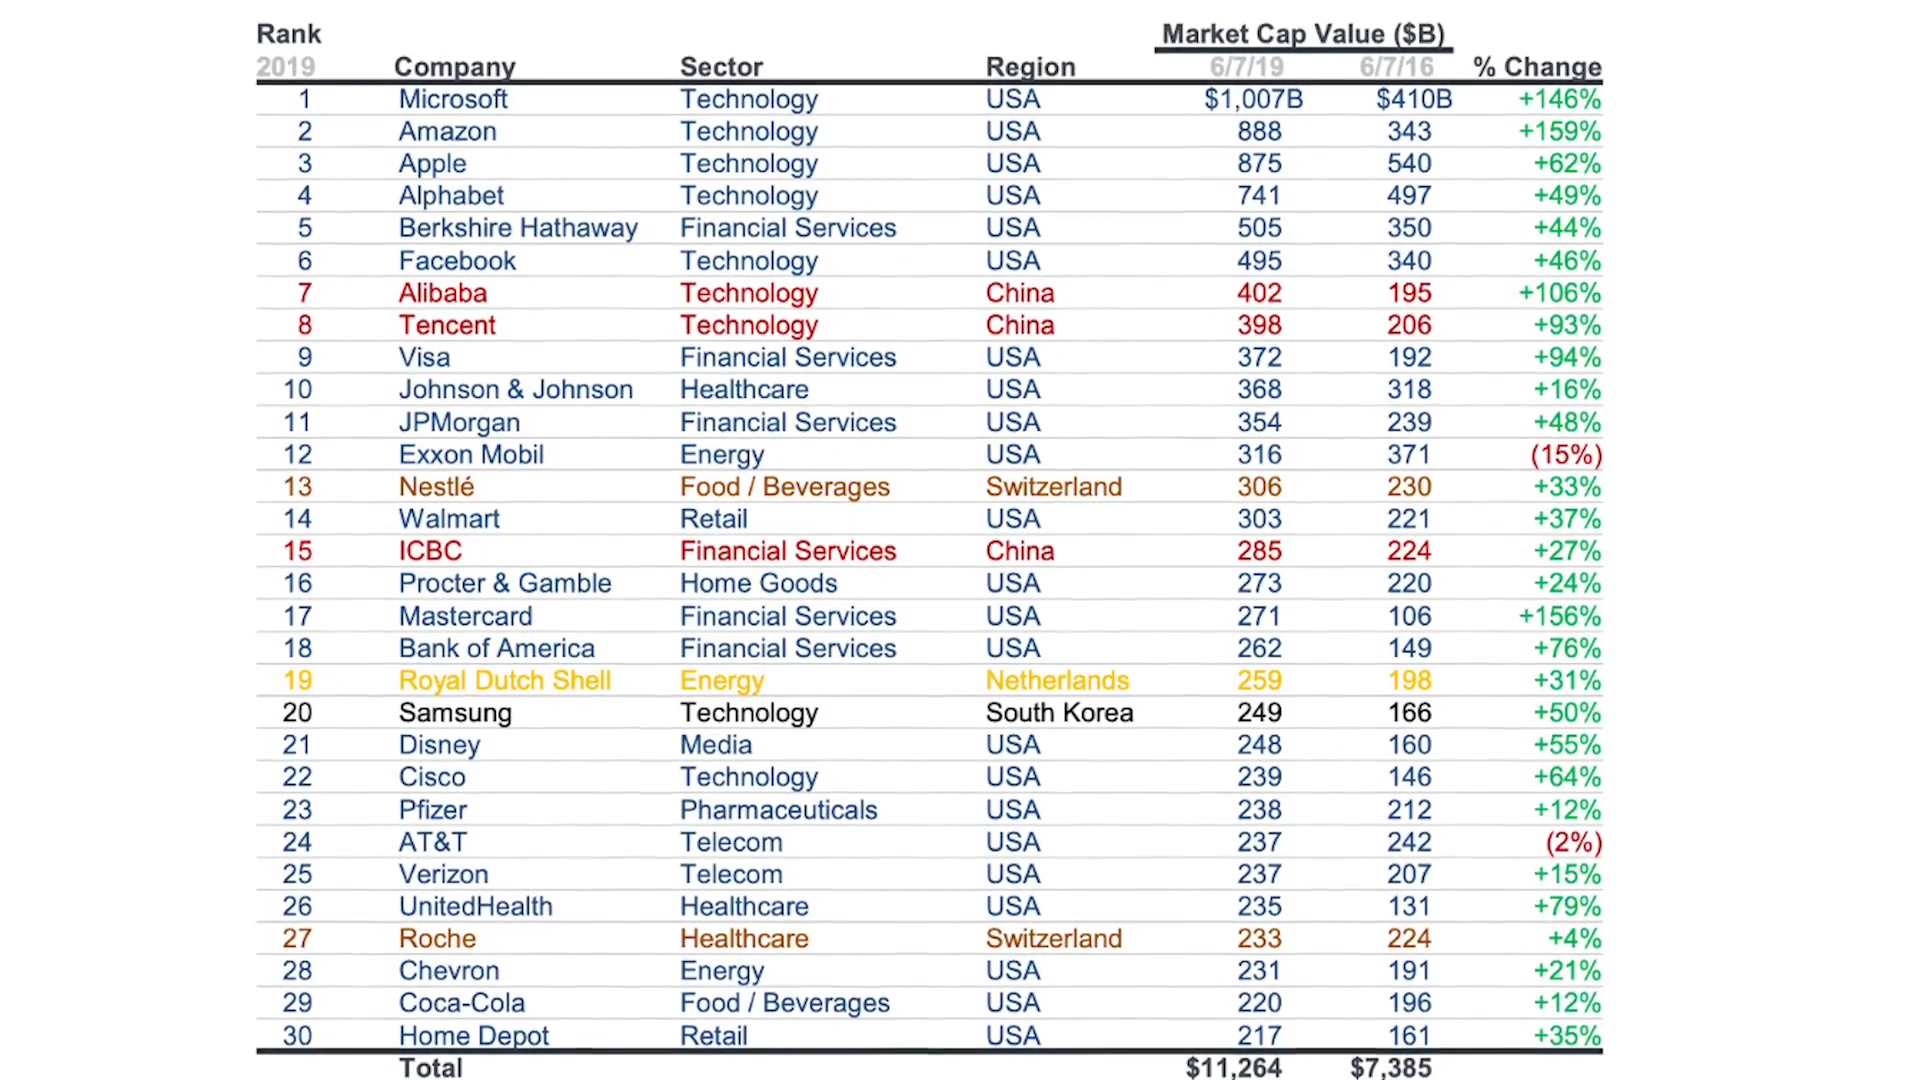 Rank Market Cap Value ($B)
2019 Company Sector Region 6/7/19 6/7/16 % Change
1 Microsoft Technology USA $1,007B $410B +146%
2 Amazon Technology USA 888 343 +159%
3 Apple Technology USA 875 540 +62%
4 Alphabet Technology USA 741 497 +49%
5 Berkshire Hathaway Financial Services USA 505 350 +44%
6 Facebook Technology USA 495 340 +46%
7 Alibaba Technology China 402 195 +106%
8 Tencent Technology China 398 206 +93%
9 Visa Financial Services USA 372 192 +94%
10 Johnson & Johnson Healthcare USA 368 318 +16%
11 JPMorgan Financial Services USA 354 239 +48%
12 Exxon Mobil Energy USA 316 371 (15%)
13 Nestlé Food / Beverages Switzerland 306 230 +33%
14 Walmart Retail USA 303 221 +37%
15 ICBC Financial Services China 285 224 +27%
16 Procter & Gamble Home Goods USA 273 220 +24%
17 Mastercard Financial Services USA 271 106 +156%
18 Bank of America Financial Services USA 262 149 +76%
19 Royal Dutch Shell Energy Netherlands 259 198 +31%
20 Samsung Technology South Korea 249 166 +50%
21 Disney Media USA 248 160 +55%
22 Cisco Technology USA 239 146 +64%
23 Pfizer Pharmaceuticals USA 238 212 +12%
24 AT&T Telecom USA 237 242 (2%)
25 Verizon Telecom USA 237 207 +15%
26 UnitedHealth Healthcare USA 235 131 +79%
27 Roche Healthcare Switzerland 233 224 +4%
28 Chevron Energy USA 231 191 +21%
29 Coca-Cola Food / Beverages USA 220 196 +12%
30 Home Depot Retail USA 217 161 +35%
Total $11,264 $7,385